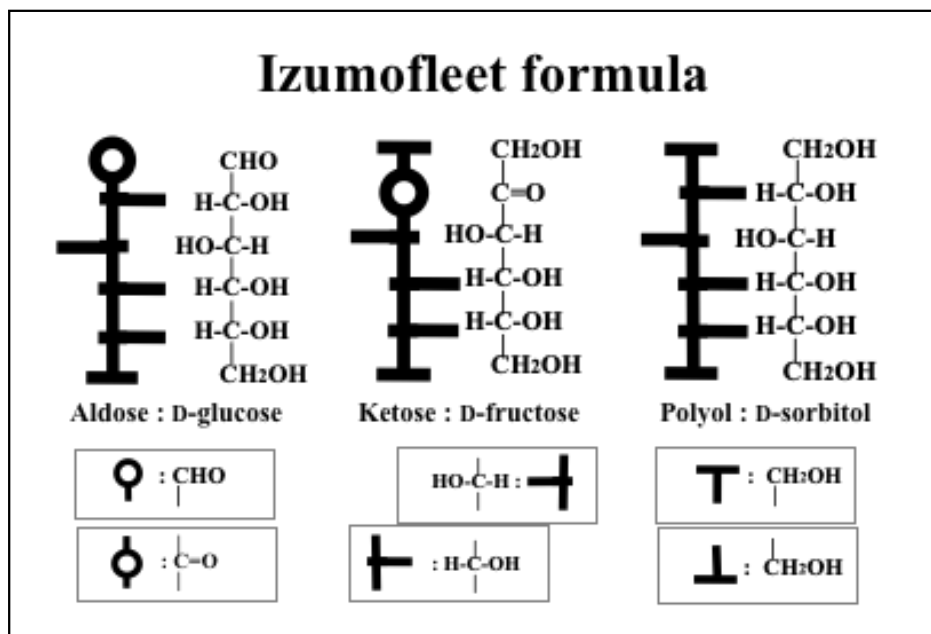 Izumofleet formula
CHO
H-C-OH
HO-C-H
H-C-OH
H-C-OH
CH2OH
Aldose : D-glucose
CH2OH
C=O
HO-C-H
H-C-OH
H-C-OH
CH2OH
Ketose : D-fructose
CH2OH
H-C-OH
HO-C-H
H-C-OH
H-C-OH
CH2OH
Polyol : D-sorbitol
: CHO
HO-C-H :
: CH2OH
: C=O
: H-C-OH
: CH2OH